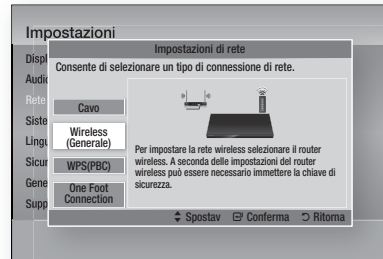 Impostazioni
Impostazioni di rete
Displ
Consente di selezionare un tipo di connessione di rete.
Audio
Rete
Cavo
Siste
Wireless
(Generale)
Lingu
Per impostare la rete wireless selezionare il router
wireless. A seconda delle impostazioni del router
wireless può essere necessario immettere la chiave di
sicurezza.
WPS(PBC)
Sicur
Gene
One Foot
Connection
Supp
Spostav Conferma Ritorna